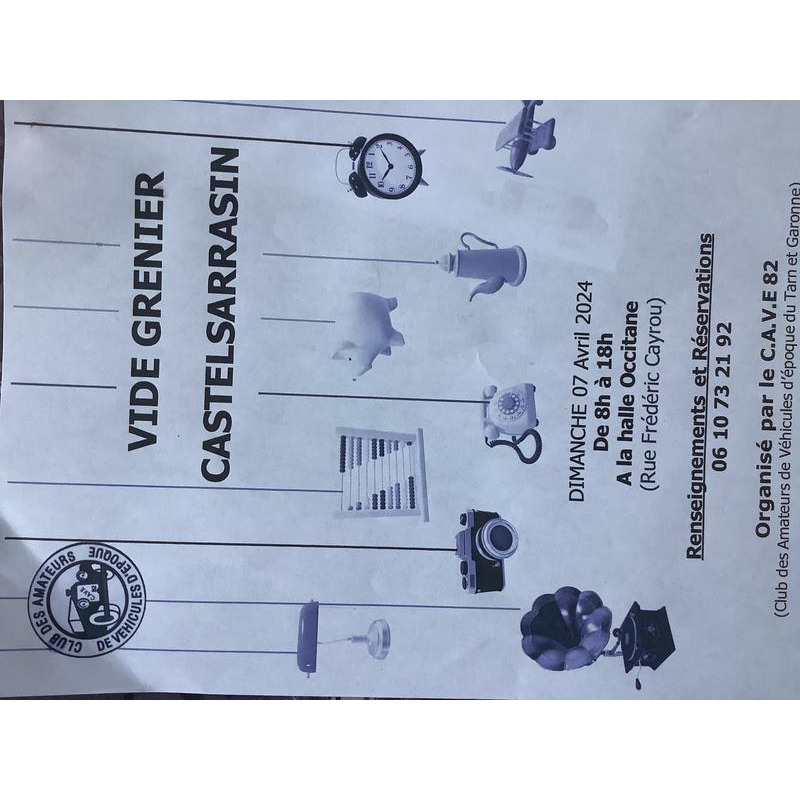 CLUB DES AMATEURS
DE VÉHICULES D'EPOQUE
VIDE GRENIER
CASTELSARRASIN
DIMANCHE 07 Avril 2024
De 8h à 18h
A la halle Occitane
(Rue Frédéric Cayrou)
Renseignements et Réservations
06 10 73 21 92
Organisé par le C.A.V.E 82
(Club des Amateurs de Véhicules d'époque du Tarn et Garonne)